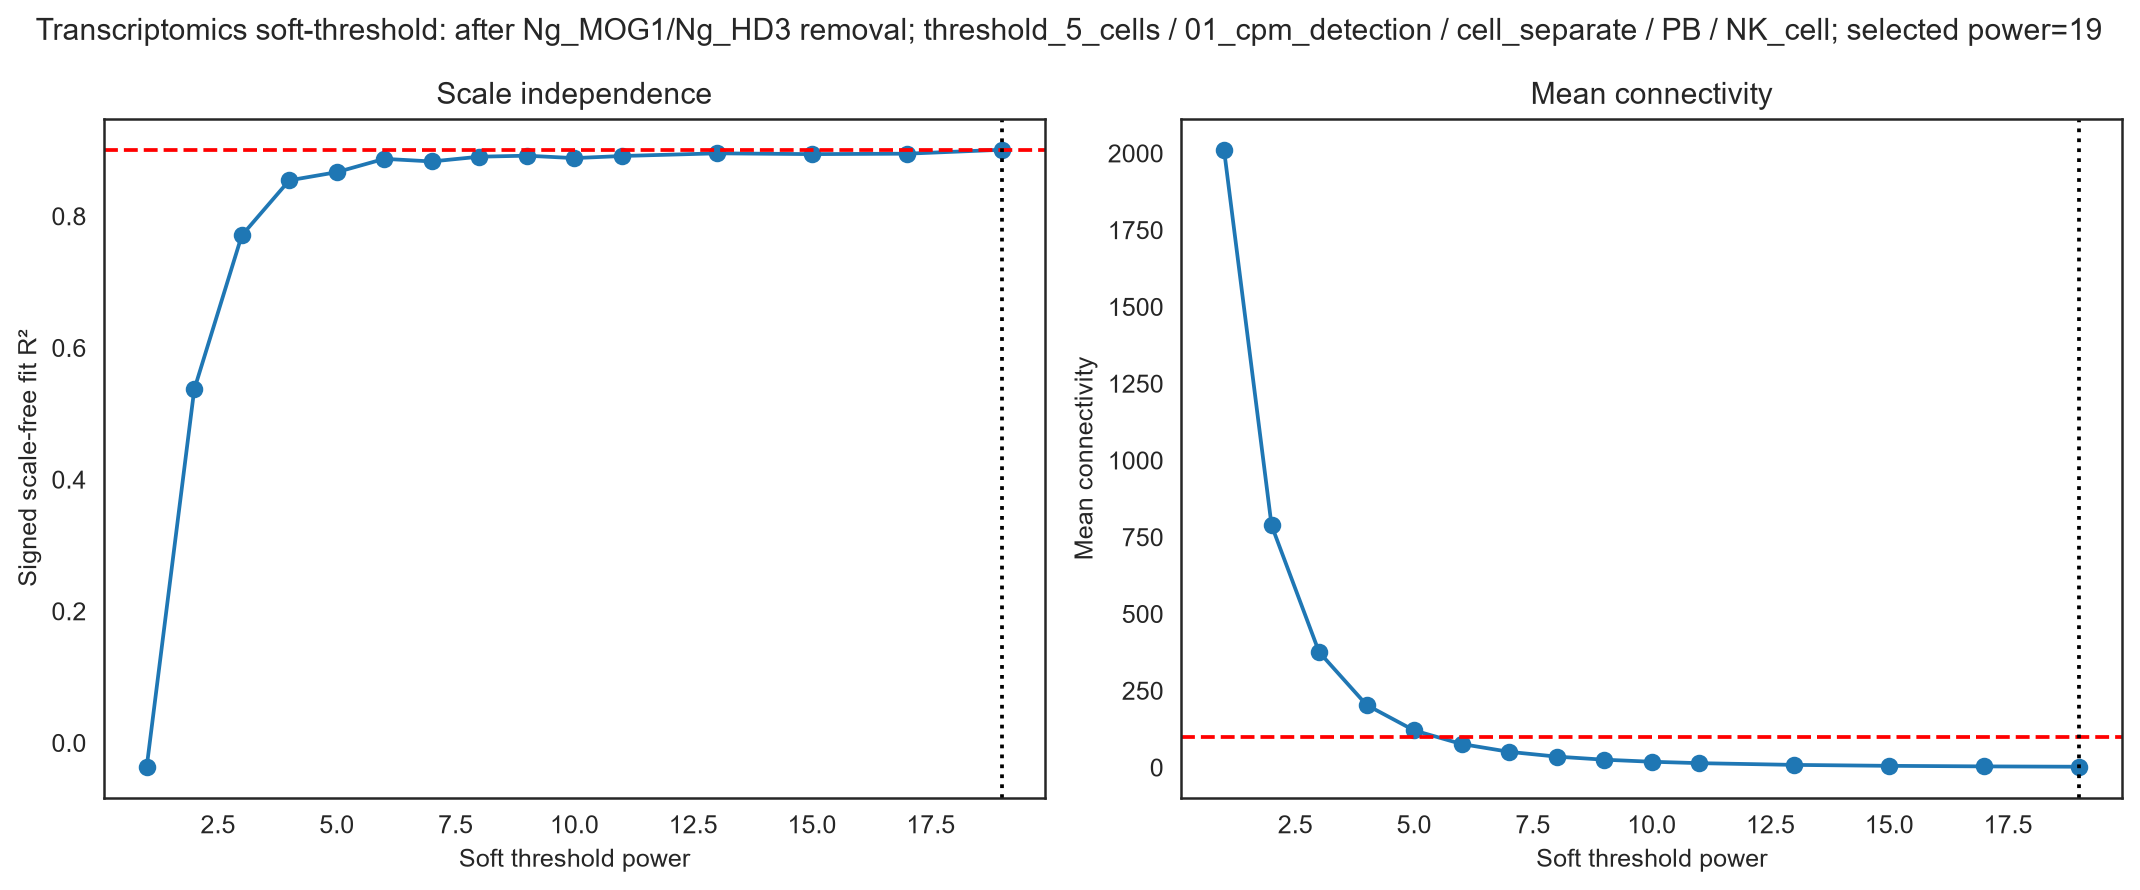 Transcriptomics soft-threshold: after Ng_MOG1/Ng_HD3 removal; threshold_5_cells / 01_cpm_detection / cell_separate / PB / NK_cell; selected power=19
Scale independence
Signed scale-free fit R²
0.8
0.6
0.4
0.2
0.0
2.5 5.0 7.5 10.0 12.5 15.0 17.5
Soft threshold power
Mean connectivity
Mean connectivity
2000
1750
1500
1250
1000
750
500
250
0
2.5 5.0 7.5 10.0 12.5 15.0 17.5
Soft threshold power